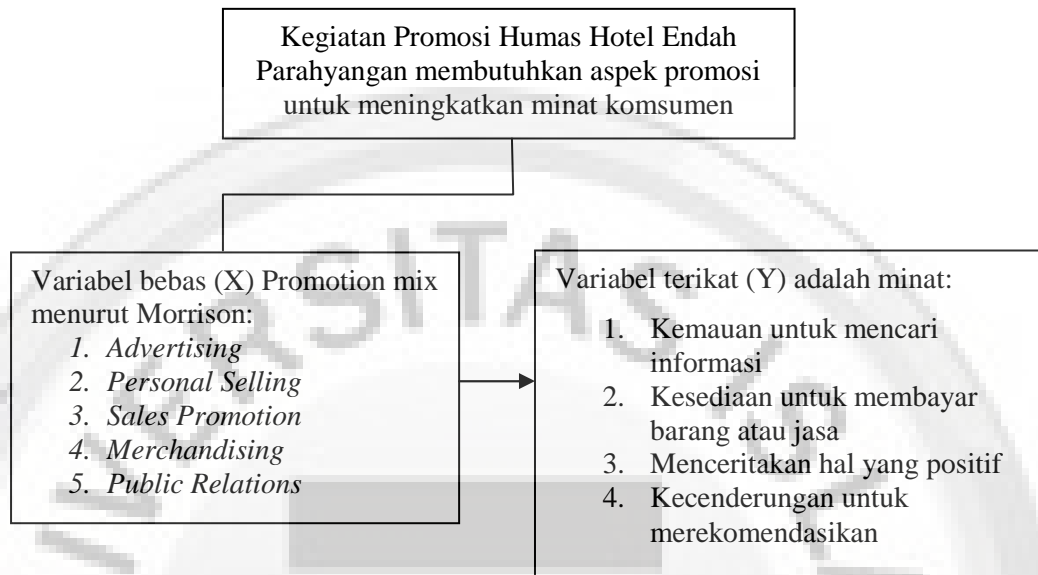 Kegiatan Promosi Humas Hotel Endah
Parahyangan membutuhkan aspek promosi
untuk meningkatkan minat komsumen
Variabel bebas (X) Promotion mix
menurut Morrison:
1. Advertising
2. Personal Selling
3. Sales Promotion
4. Merchandising
5. Public Relations
Variabel terikat (Y) adalah minat:
1. Kemauan untuk mencari
informasi
2. Kesediaan untuk membayar
barang atau jasa
3. Menceritakan hal yang positif
4. Kecenderungan untuk
merekomendasikan